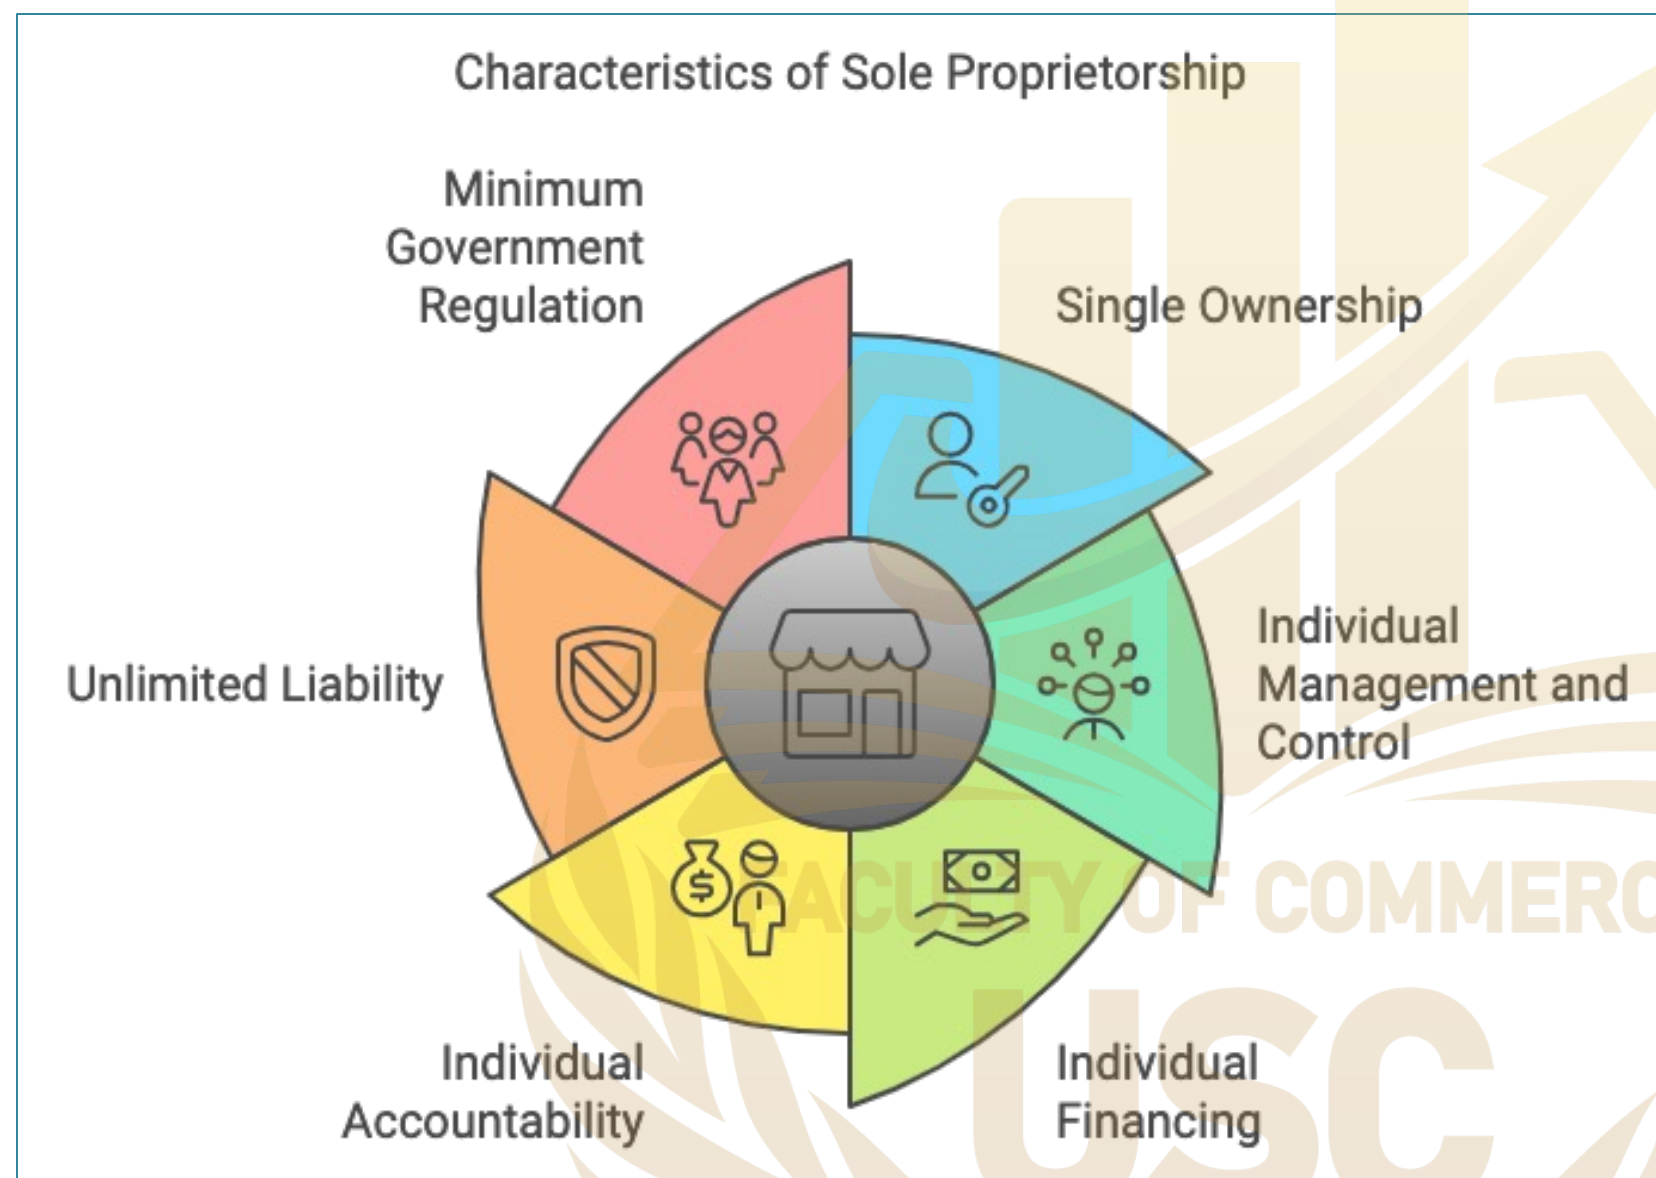 Characteristics of Sole Proprietorship
Minimum
Government
Regulation
Single Ownership
Individual
Management and
Control
Unlimited Liability
Individual
Accountability
Individual
Financing
FACULTY OF COMMERC
USC
$